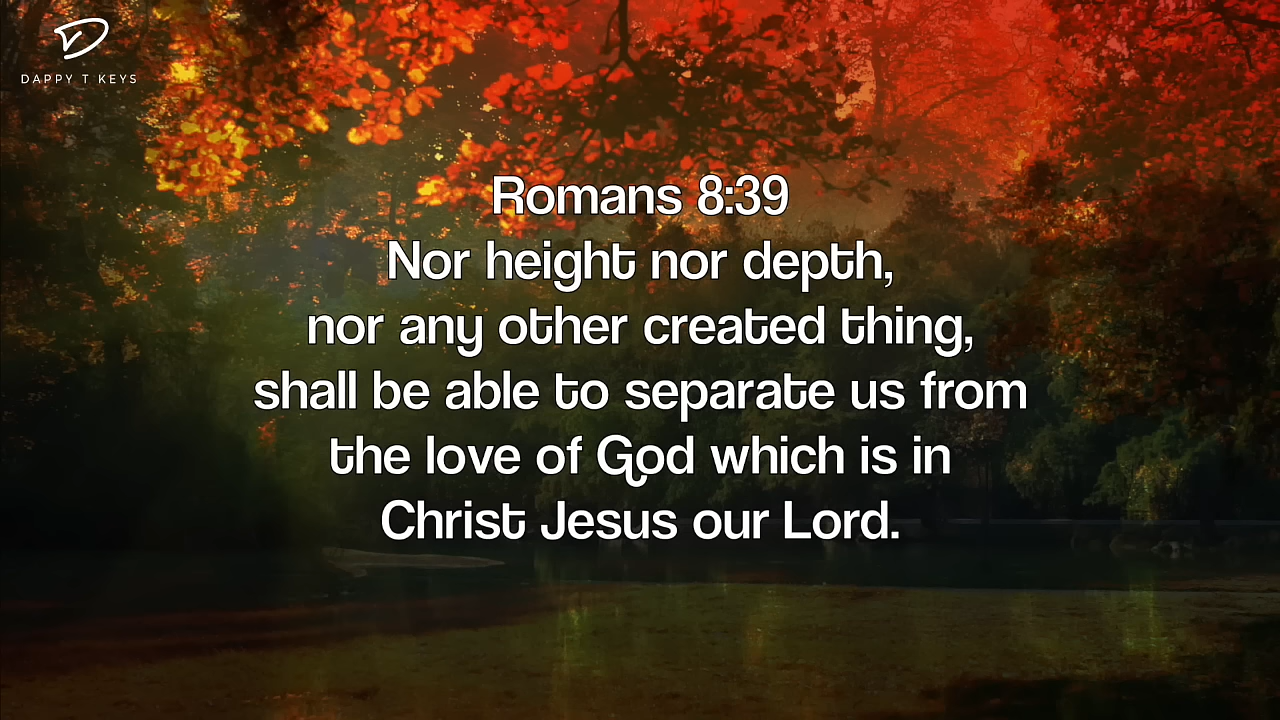 DAPPY T KEYS
Romans 8:39
Nor height nor depth,
nor any other created thing,
shall be able to separate us from
the love of God which is in
Christ Jesus our Lord.